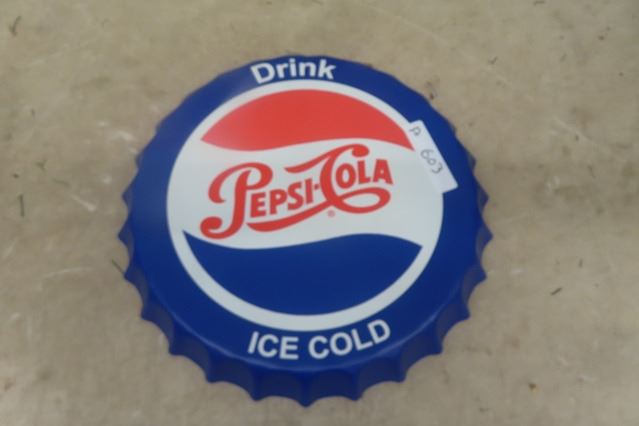 Drink
PEPSI-COLA
®
ICE COLD
A 603